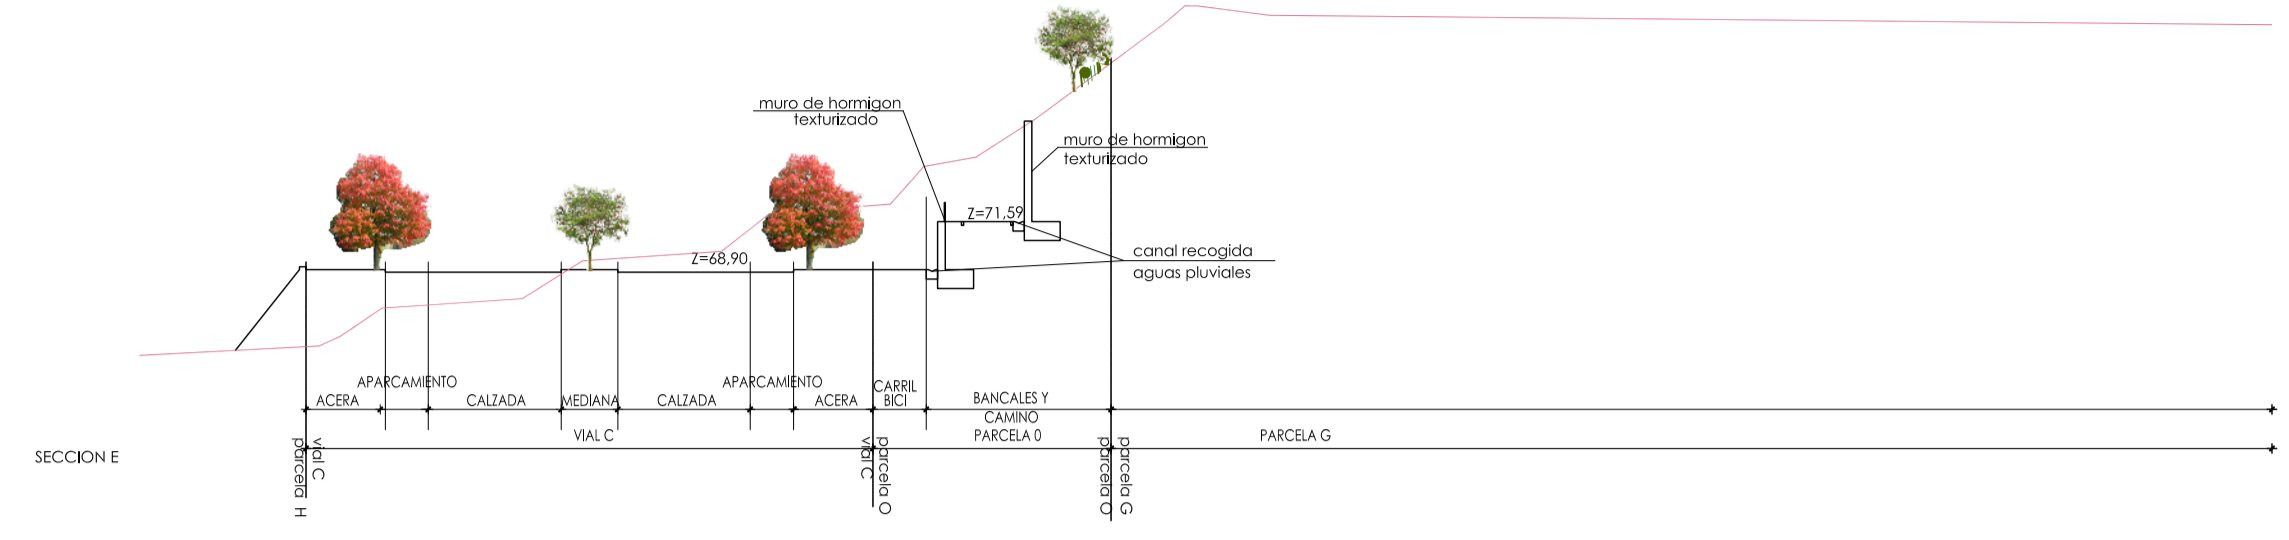 muro de hormigon
texturizado
muro de hormigon
texturizado
Z=71,59
Z=68,90
canal recogida
aguas pluviales
APARCAMIENTO
APARCAMIENTO
ACERA
CALZADA
MEDIANA
CALZADA
ACERA
CARRIL
BICI
BANCALES Y
CAMINO
VIAL C
PARCELA 0
PARCELA G
SECCION E
vial C
parcela H
parcela O
vial C
parcela G
parcela O